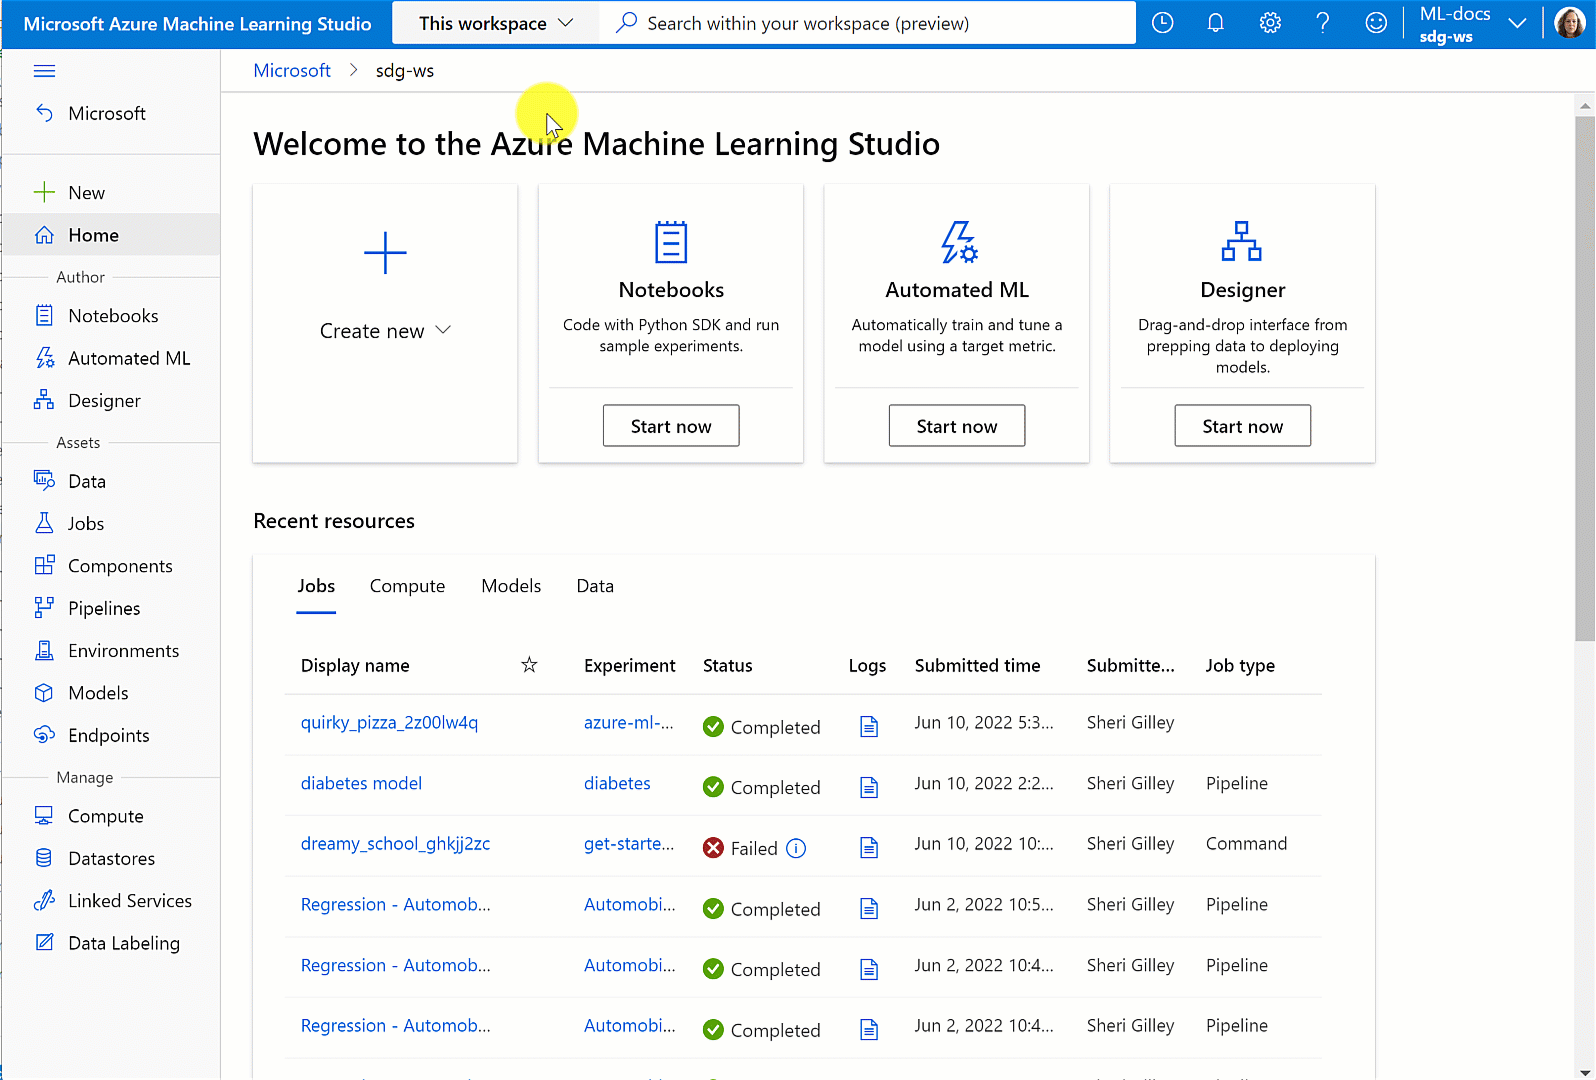 Microsoft Azure Machine Learning Studio
This workspace
Search within your workspace (preview)
ML-docs
sdg-ws
Microsoft > sdg-ws
Microsoft
New
Home
Author
Notebooks
Automated ML
Designer
Assets
Data
Jobs
Components
Pipelines
Environments
Models
Endpoints
Manage
Compute
Datastores
Linked Services
Data Labeling
Welcome to the Azure Machine Learning Studio
Create new
Notebooks
Code with Python SDK and run
sample experiments.
Start now
Automated ML
Automatically train and tune a
model using a target metric.
Start now
Designer
Drag-and-drop interface from
prepping data to deploying
models.
Start now
Recent resources
Jobs Compute Models Data
Display name Experiment Status Logs Submitted time Submitte... Job type
quirky_pizza_2z00lw4q azure-ml-... Completed Jun 10, 2022 5:3... Sheri Gilley
diabetes model diabetes Completed Jun 10, 2022 2:2... Sheri Gilley Pipeline
dreamy_school_ghkjj2zc get-starte... Failed Jun 10, 2022 10:... Sheri Gilley Command
Regression - Automob... Automobi... Completed Jun 2, 2022 10:5... Sheri Gilley Pipeline
Regression - Automob... Automobi... Completed Jun 2, 2022 10:4... Sheri Gilley Pipeline
Regression - Automob... Automobi... Completed Jun 2, 2022 10:4... Sheri Gilley Pipeline